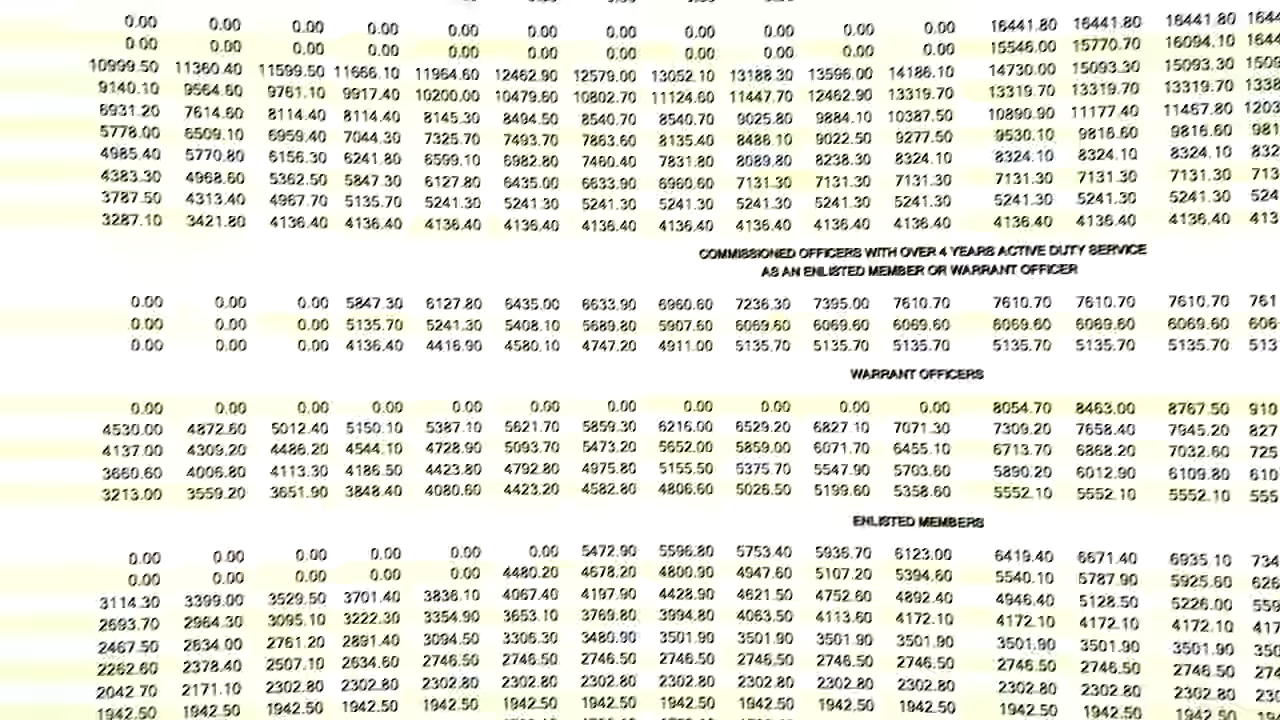 0.00 0.00 0.00 0.00 0.00 0.00 0.00 0.00 0.00 0.00 0.00 16441.80 16441.80 16441.80
0.00 0.00 0.00 0.00 0.00 0.00 0.00 0.00 0.00 0.00 0.00 15546.00 15770.70 16094.10
10999.50 11360.40 11599.50 11666.10 11964.60 12462.90 12579.00 13052.10 13188.30 13596.00 14186.10 14730.00 15093.30 15093.30
9140.10 9564.60 9761.10 9917.40 10200.00 10479.60 10802.70 11124.60 11447.70 12462.90 13319.70 13319.70 13319.70 13319.70
6931.20 7614.60 8114.40 8114.40 8145.30 8494.50 8540.70 8540.70 9025.80 9884.10 10387.50 10890.90 11177.40 11467.80
5778.00 6509.10 6959.40 7044.30 7325.70 7493.70 7863.60 8135.40 8486.10 9022.50 9277.50 9530.10 9816.60 9816.60
4985.40 5770.80 6156.30 6241.80 6599.10 6982.80 7460.40 7831.80 8089.80 8238.30 8324.10 8324.10 8324.10 8324.10
4383.30 4968.60 5362.50 5847.30 6127.80 6435.00 6633.90 6960.60 7131.30 7131.30 7131.30 7131.30 7131.30 7131.30
3787.50 4313.40 4967.70 5135.70 5241.30 5241.30 5241.30 5241.30 5241.30 5241.30 5241.30 5241.30 5241.30 5241.30
3287.10 3421.80 4136.40 4136.40 4136.40 4136.40 4136.40 4136.40 4136.40 4136.40 4136.40 4136.40 4136.40 4136.40
COMMISSIONED OFFICERS WITH OVER 4 YEARS ACTIVE DUTY SERVICE
AS AN ENLISTED MEMBER OR WARRANT OFFICER
0.00 0.00 0.00 5847.30 6127.80 6435.00 6633.90 6960.60 7236.30 7395.00 7610.70 7610.70 7610.70 7610.70
0.00 0.00 0.00 5135.70 5241.30 5408.10 5689.80 5907.60 6069.60 6069.60 6069.60 6069.60 6069.60 6069.60
0.00 0.00 0.00 4136.40 4416.90 4580.10 4747.20 4911.00 5135.70 5135.70 5135.70 5135.70 5135.70 5135.70
WARRANT OFFICERS
0.00 0.00 0.00 0.00 0.00 0.00 0.00 0.00 0.00 0.00 0.00 8054.70 8463.00 8767.50
4530.00 4872.60 5012.40 5150.10 5387.10 5621.70 5859.30 6216.00 6529.20 6827.10 7071.30 7309.20 7658.40 7945.20
4137.00 4309.20 4486.20 4544.10 4728.90 5093.70 5473.20 5652.00 5859.00 6071.70 6455.10 6713.70 6868.20 7032.60
3660.60 4006.80 4113.30 4186.50 4423.80 4792.80 4975.80 5155.50 5375.70 5547.90 5703.60 5890.20 6012.90 6109.80
3213.00 3559.20 3651.90 3848.40 4080.60 4423.20 4582.80 4806.60 5026.50 5199.60 5358.60 5552.10 5552.10 5552.10
ENLISTED MEMBERS
0.00 0.00 0.00 0.00 0.00 0.00 5472.90 5596.80 5753.40 5936.70 6123.00 6419.40 6671.40 6935.10
0.00 0.00 0.00 0.00 0.00 4480.20 4678.20 4800.90 4947.60 5107.20 5394.60 5540.10 5787.90 5925.60
3114.30 3399.00 3529.50 3701.40 3836.10 4067.40 4197.90 4428.90 4621.50 4752.60 4892.40 4946.40 5128.50 5226.00
2693.70 2964.30 3095.10 3222.30 3354.90 3653.10 3769.80 3994.80 4063.50 4113.60 4172.10 4172.10 4172.10 4172.10
2467.50 2634.00 2761.20 2891.40 3094.50 3306.30 3480.90 3501.90 3501.90 3501.90 3501.90 3501.90 3501.90 3501.90
2262.60 2378.40 2507.10 2634.60 2746.50 2746.50 2746.50 2746.50 2746.50 2746.50 2746.50 2746.50 2746.50 2746.50
2042.70 2171.10 2302.80 2302.80 2302.80 2302.80 2302.80 2302.80 2302.80 2302.80 2302.80 2302.80 2302.80 2302.80
1942.50 1942.50 1942.50 1942.50 1942.50 1942.50 1942.50 1942.50 1942.50 1942.50 1942.50 1942.50 1942.50 1942.50